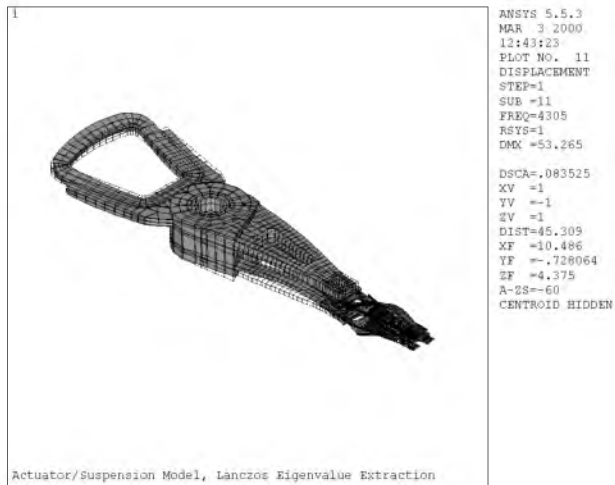 1
ANSYS 5.5.3
MAR  3 2000
12:43:23
PLOT NO.  11
DISPLACEMENT
STEP=1
SUB =11
FREQ=4305
RSYS=1
DMX =53.265
DSCA=.083525
XV  =1
YV  =-1
ZV  =1
DIST=45.309
XF  =10.486
YF  =-.728064
ZF  =4.375
A-ZS=-60
CENTROID HIDDEN
Actuator/Suspension Model, Lanczos Eigenvalue Extraction